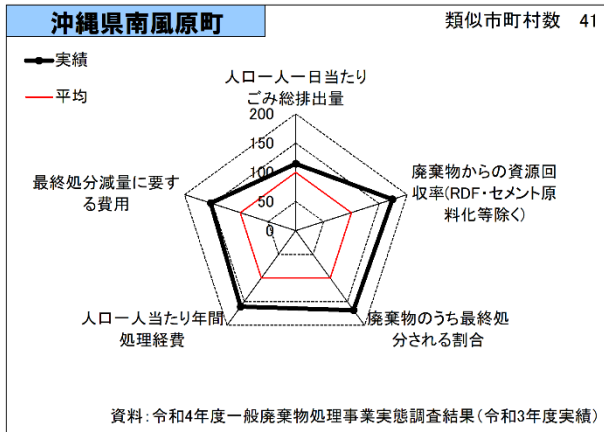 沖縄県南風原町
類似市町村数 41
実績
平均
人口一人一日当たり
ごみ総排出量
200
150
100
50
0
廃棄物からの資源回
収率(RDF・セメント原
料化等除く)
最終処分減量に要す
る費用
人口一人当たり年間
処理経費
廃棄物のうち最終処
分される割合
資料:令和4年度一般廃棄物処理事業実態調査結果(令和3年度実績)